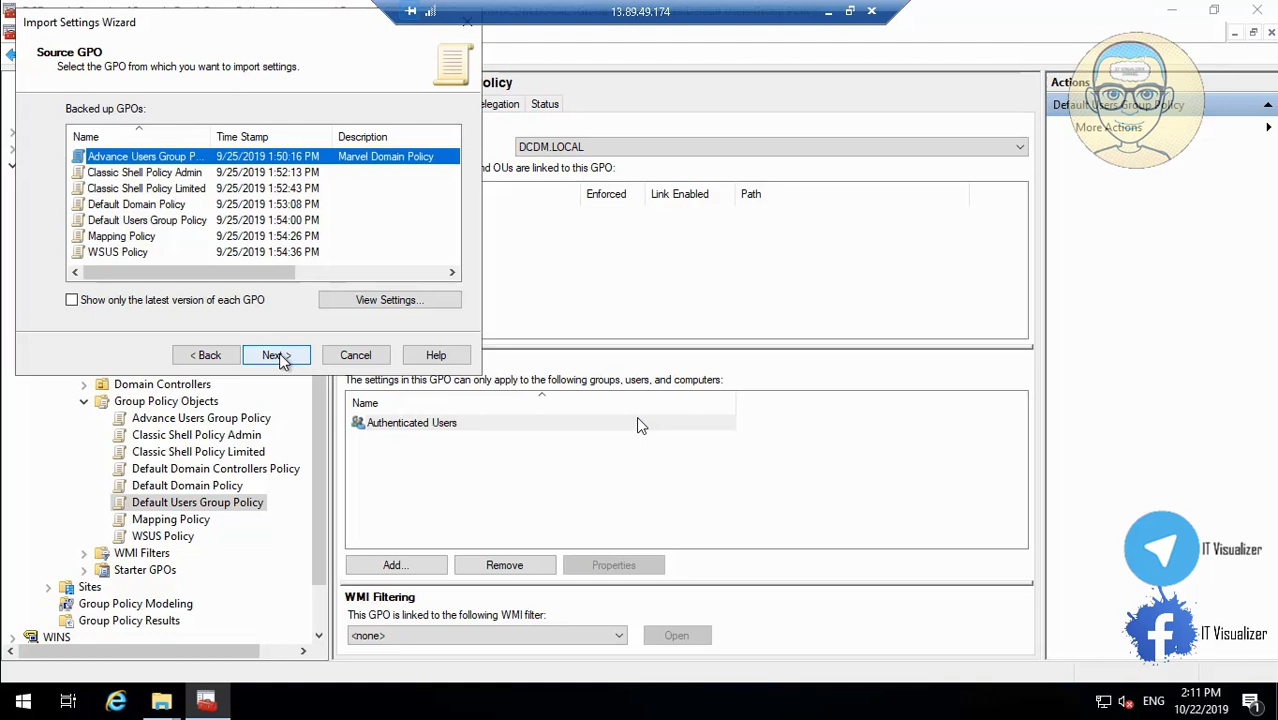 13.89.49.174
Import Settings Wizard
Source GPO
Select the GPO from which you want to import settings.
Backed up GPOs:
Name Time Stamp Description
Advance Users Group P... 9/25/2019 1:50:16 PM Marvel Domain Policy
Classic Shell Policy Admin 9/25/2019 1:52:13 PM
Classic Shell Policy Limited 9/25/2019 1:52:43 PM
Default Domain Policy 9/25/2019 1:53:08 PM
Default Users Group Policy 9/25/2019 1:54:00 PM
Mapping Policy 9/25/2019 1:54:26 PM
WSUS Policy 9/25/2019 1:54:36 PM
Show only the latest version of each GPO
View Settings...
< Back
Next >
Cancel
Help
Domain Controllers
Group Policy Objects
Advance Users Group Policy
Classic Shell Policy Admin
Classic Shell Policy Limited
Default Domain Controllers Policy
Default Domain Policy
Default Users Group Policy
Mapping Policy
WSUS Policy
WMI Filters
Starter GPOs
Sites
Group Policy Modeling
Group Policy Results
WINS
olicy
elegation Status
DCDM.LOCAL
and OUs are linked to this GPO:
Enforced Link Enabled Path
The settings in this GPO can only apply to the following groups, users, and computers:
Name
Authenticated Users
Add...
Remove
Properties
WMI Filtering
This GPO is linked to the following WMI filter:
<none>
Open
Actions
Default Users Group Policy
More Actions
IT VISUALIZER
CHANNEL
IT Visualizer
IT Visualizer
ENG
2:11 PM
10/22/2019
1